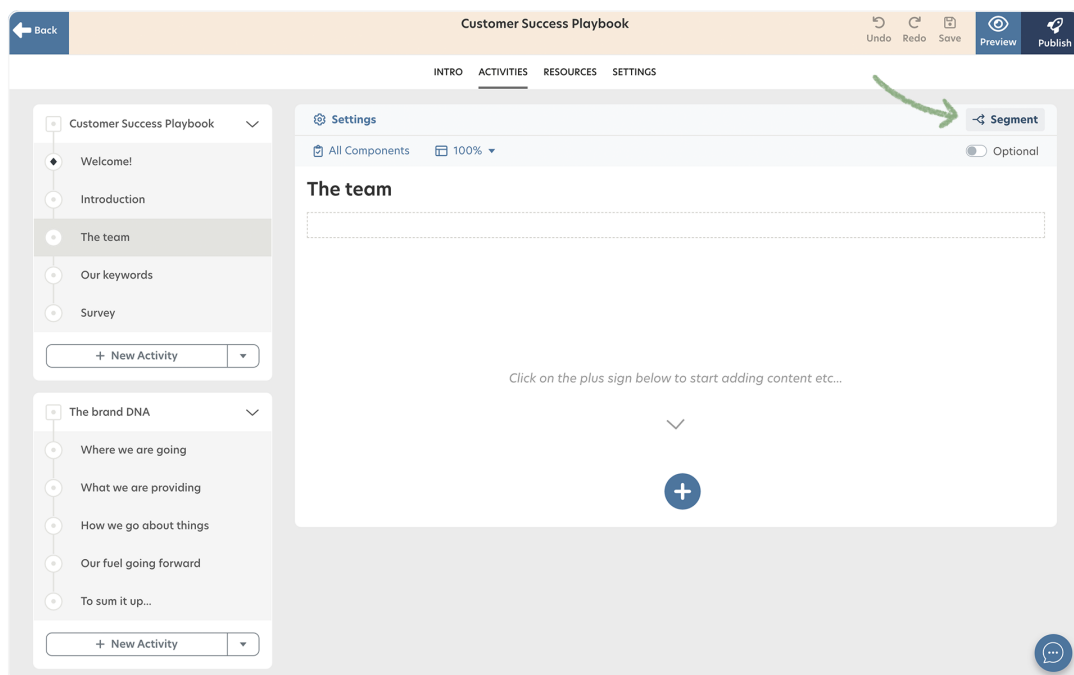 Back
Customer Success Playbook
Undo Redo Save Preview Publish
INTRO ACTIVITIES RESOURCES SETTINGS
Customer Success Playbook
Welcome!
Introduction
The team
Our keywords
Survey
+ New Activity
The brand DNA
Where we are going
What we are providing
How we go about things
Our fuel going forward
To sum it up...
+ New Activity
Settings
Segment
All Components 100%
Optional
The team
Click on the plus sign below to start adding content etc...